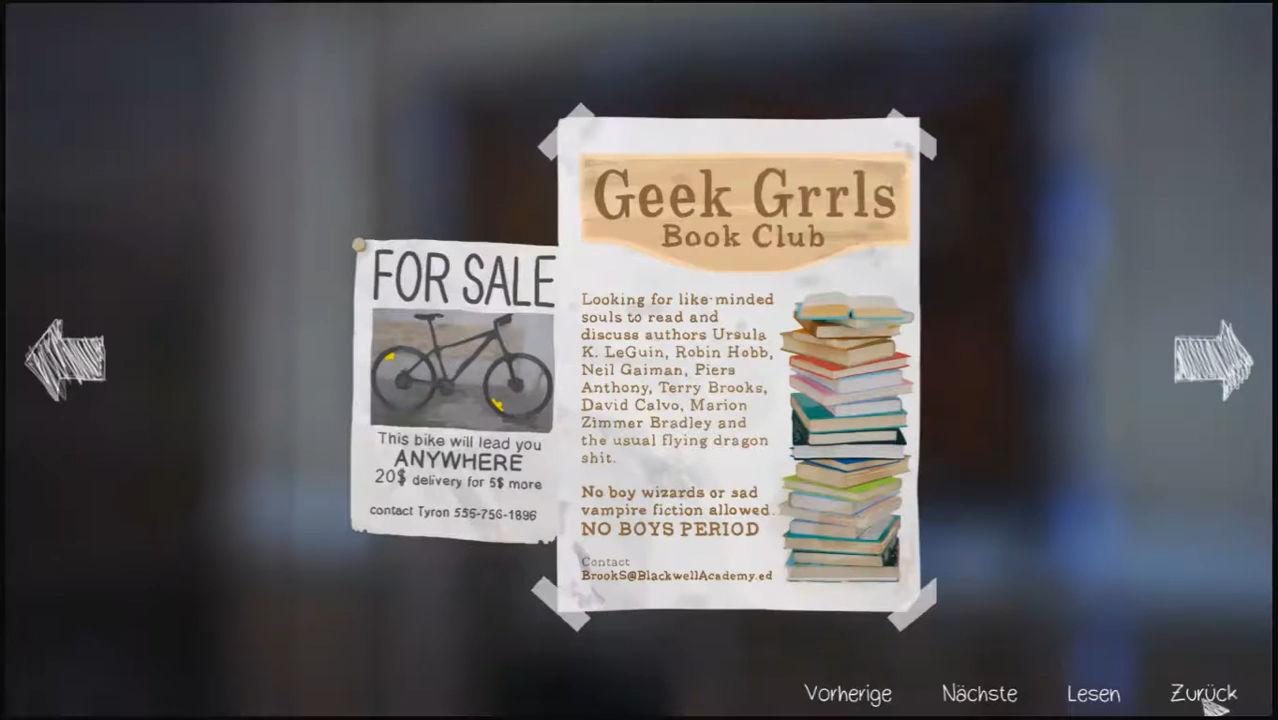 FOR SALE
This bike will lead you
ANYWHERE
20$ delivery for 5$ more
contact Tyron 555-756-1896
Geek Grrls
Book Club
Looking for like-minded
souls to read and
discuss authors Ursula
K. LeGuin, Robin Hobb,
Neil Gaiman, Piers
Anthony, Terry Brooks,
David Calvo, Marion
Zimmer Bradley and
the usual flying dragon
shit.
No boy wizards or sad
vampire fiction allowed.
NO BOYS PERIOD
Contact
BrookS@BlackwellAcademy.ed
Vorherige
Nächste
Lesen
Zurück